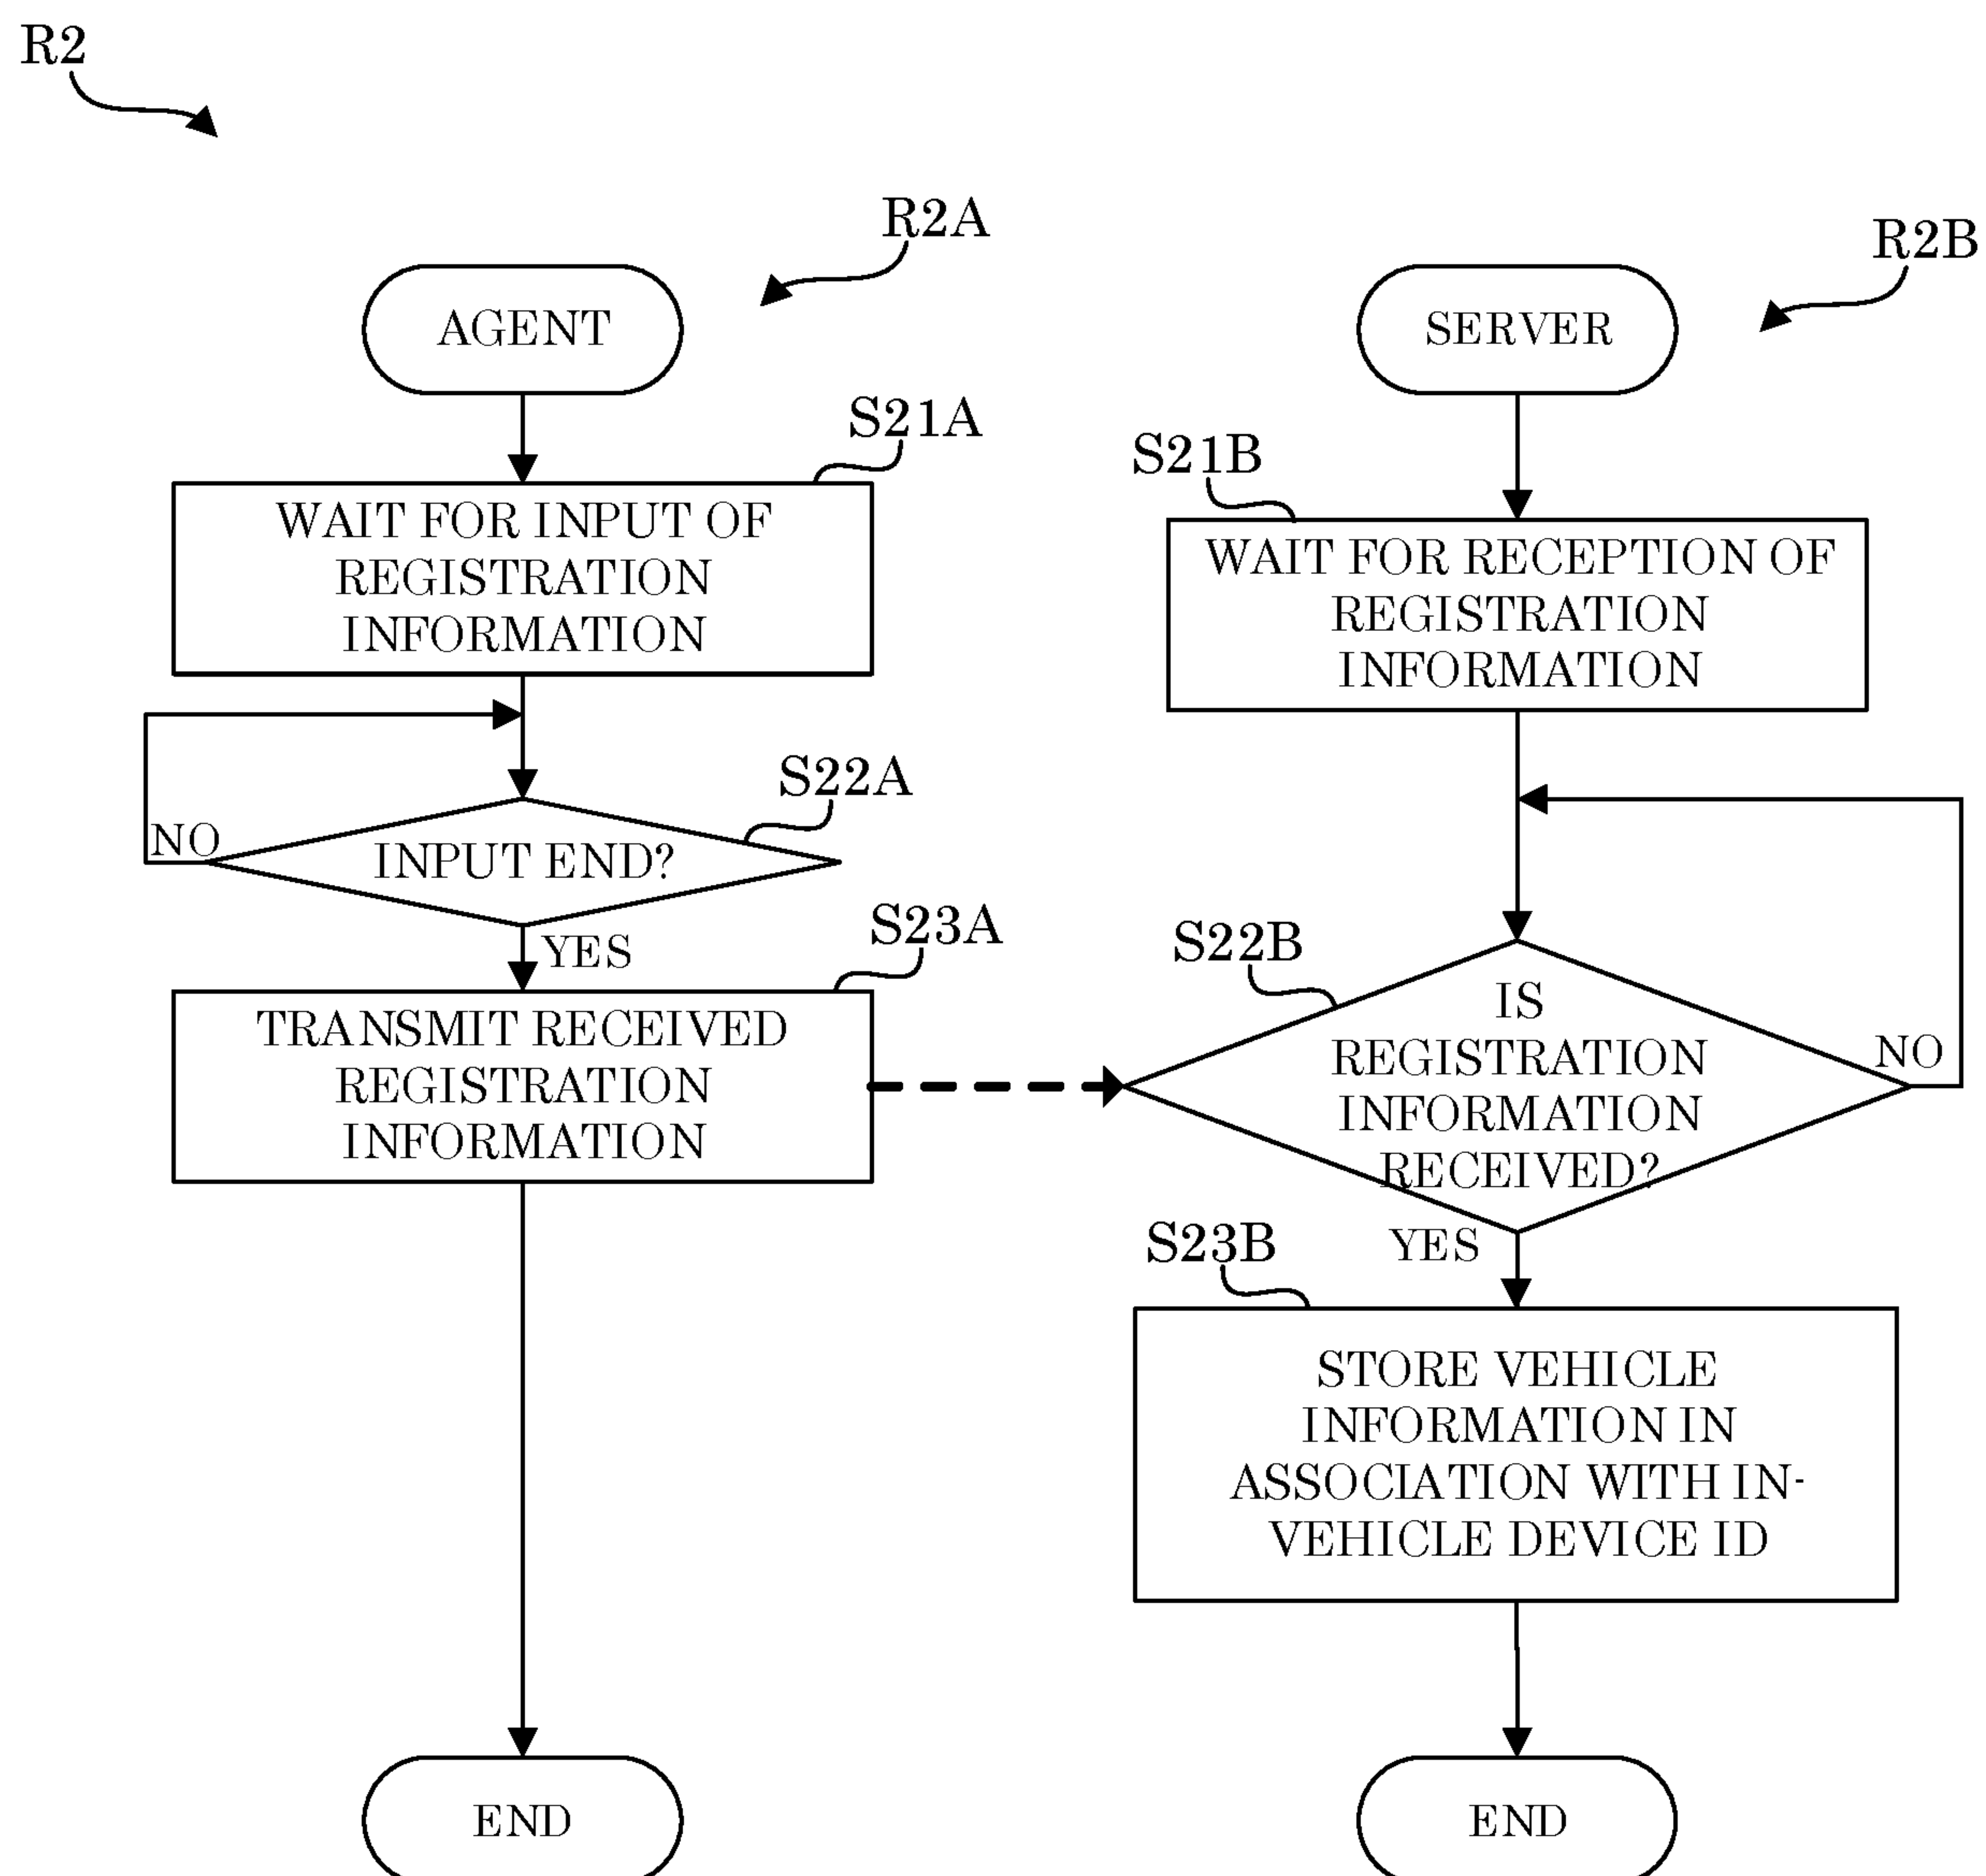 R2
R2A
AGENT
S21A
WAIT FOR INPUT OF
REGISTRATION
INFORMATION
S22A
NO
INPUT END?
YES
S23A
TRANSMIT RECEIVED
REGISTRATION
INFORMATION
END
R2B
SERVER
S21B
WAIT FOR RECEPTION OF
REGISTRATION
INFORMATION
S22B
IS
REGISTRATION
INFORMATION
RECEIVED?
NO
YES
S23B
STORE VEHICLE
INFORMATION IN
ASSOCIATION WITH IN-
VEHICLE DEVICE ID
END